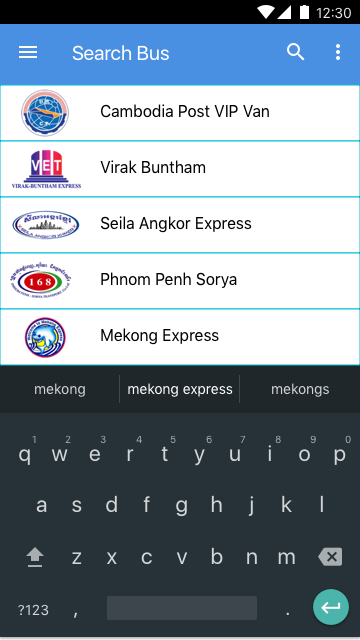 12:30
Search Bus
Cambodia Post VIP Van
VET
VIRAK-BUNTHAM EXPRESS
Virak Buntham
Seila Angkor Express
168
Phnom Penh Sorya
Mekong Express
mekong mekong express mekongs
1 2 3 4 5 6 7 8 9 0
q w e r t y u i o p
a s d f g h j k l
z x c v b n m
?123 , .